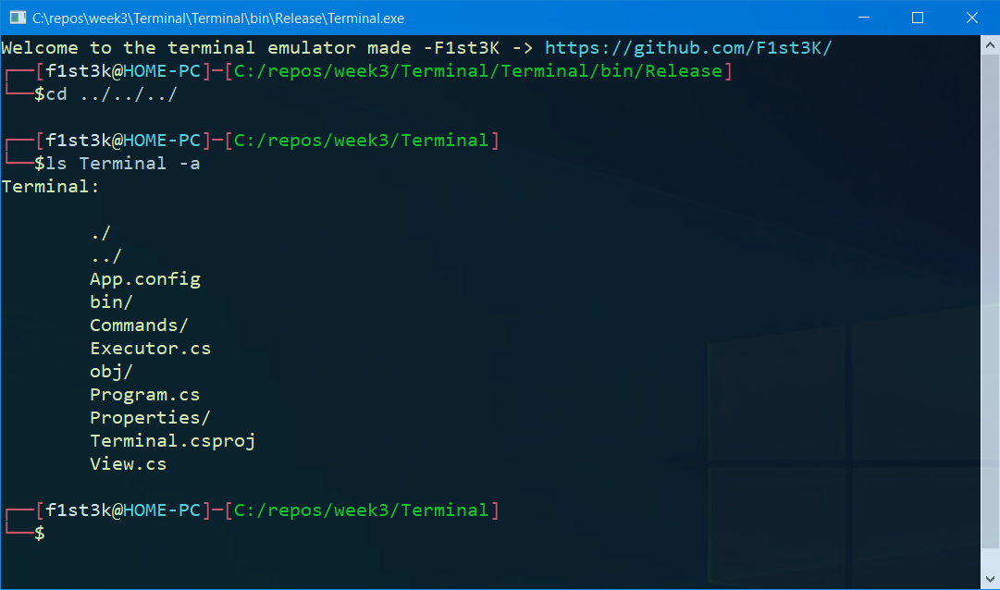 C:\repos\week3\Terminal\Terminal\bin\Release\Terminal.exe
Welcome to the terminal emulator made -F1st3K -> https://github.com/F1st3K/
┌──[f1st3k@HOME-PC]─[C:/repos/week3/Terminal/Terminal/bin/Release]
└──$cd ../../../
┌──[f1st3k@HOME-PC]─[C:/repos/week3/Terminal]
└──$ls Terminal -a
Terminal:
./
../
App.config
bin/
Commands/
Executor.cs
obj/
Program.cs
Properties/
Terminal.csproj
View.cs
┌──[f1st3k@HOME-PC]─[C:/repos/week3/Terminal]
└──$